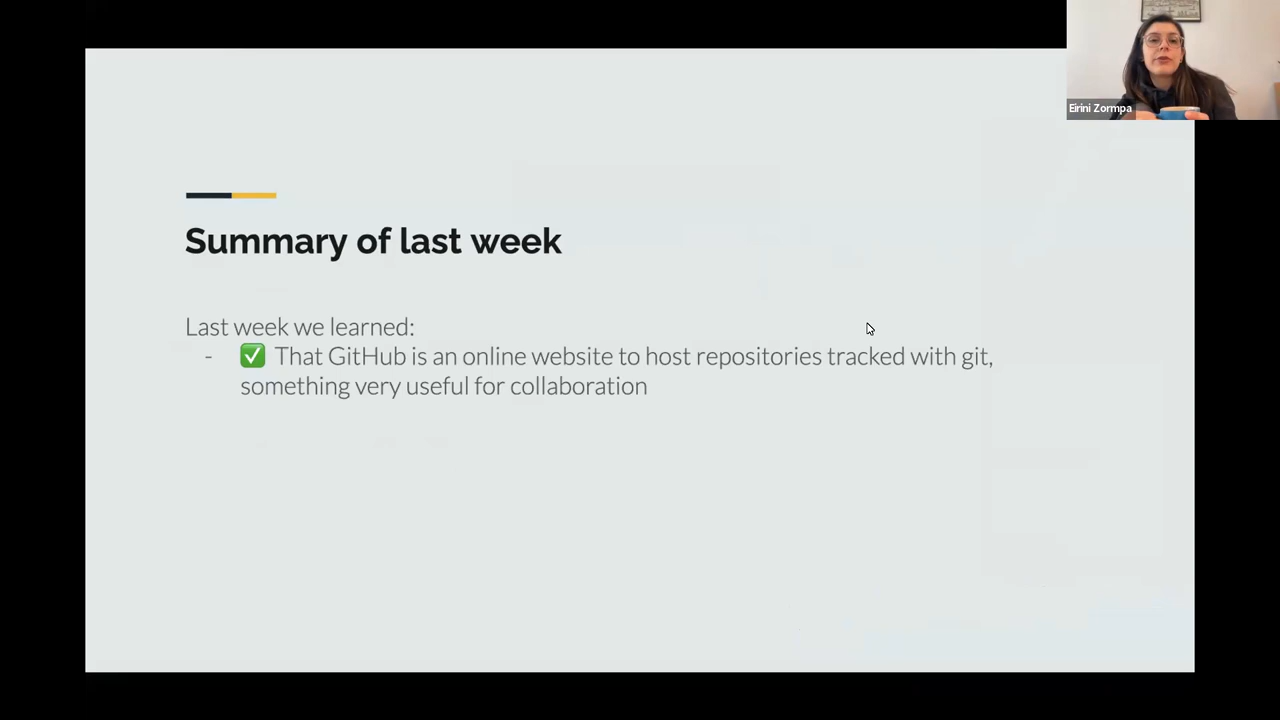 Eirini Zormpa
Summary of last week
Last week we learned:
- ✅ That GitHub is an online website to host repositories tracked with git,
something very useful for collaboration